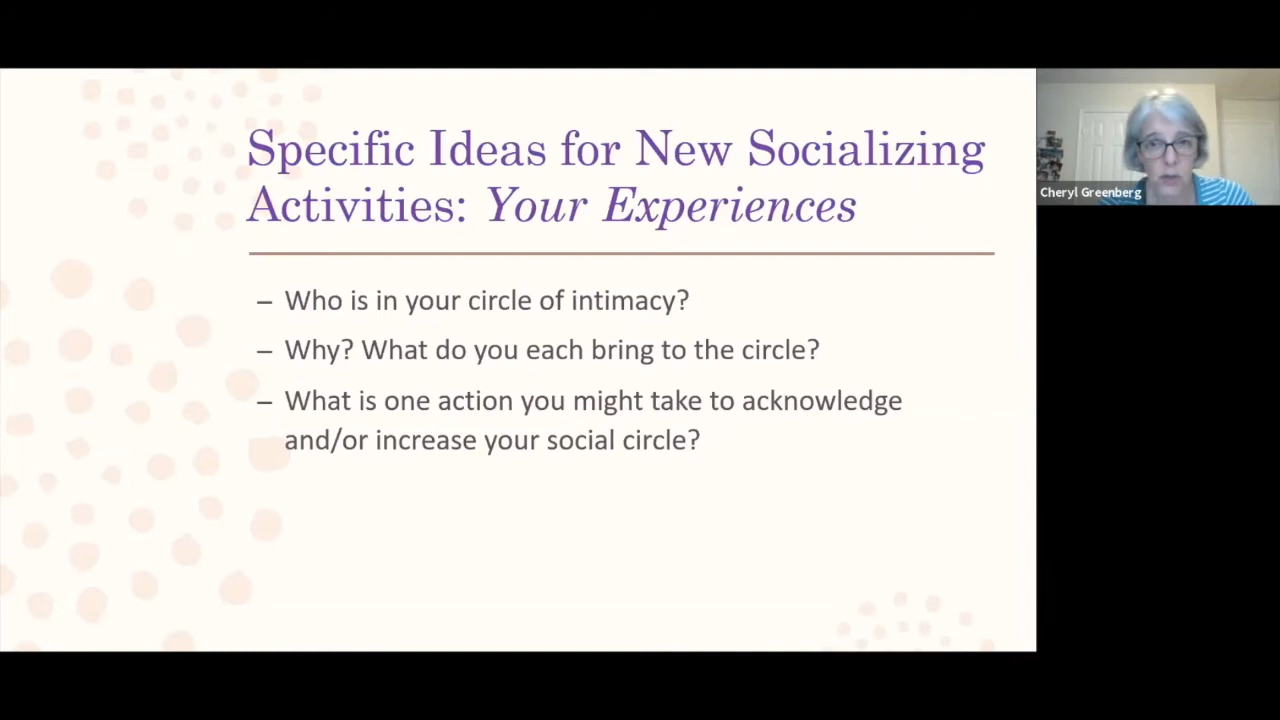 Specific Ideas for New Socializing
Activities: Your Experiences
– Who is in your circle of intimacy?
– Why? What do you each bring to the circle?
– What is one action you might take to acknowledge
and/or increase your social circle?
Cheryl Greenberg